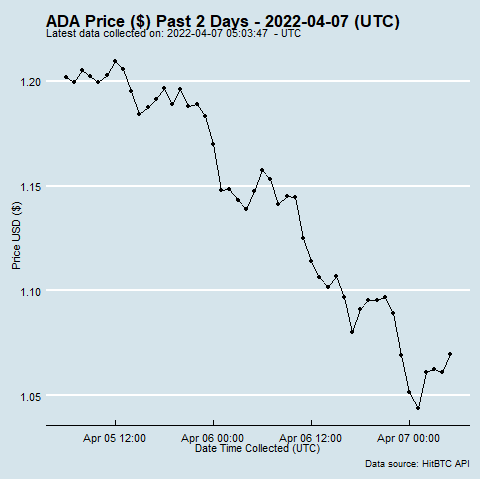 ADA Price ($) Past 2 Days - 2022-04-07 (UTC)
Latest data collected on: 2022-04-07 05:03:47 - UTC
1.20
1.15
1.10
1.05
Price USD ($)
Apr 05 12:00 Apr 06 00:00 Apr 06 12:00 Apr 07 00:00
Date Time Collected (UTC)
Data source: HitBTC API